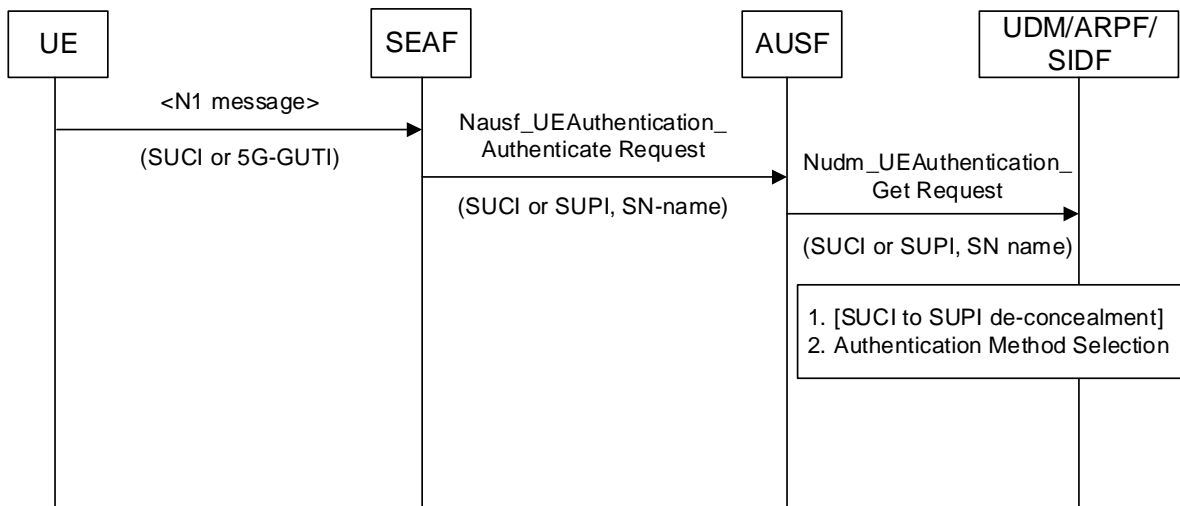 UE
SEAF
AUSF
UDM/ARPF/
SIDF
<N1 message>
(SUCI or 5G-GUTI)
Nausf_UEAuthentication_
Authenticate Request
(SUCI or SUPI, SN-name)
Nudm_UEAuthentication_
Get Request
(SUCI or SUPI, SN name)
1. [SUCI to SUPI de-concealment]
2. Authentication Method Selection